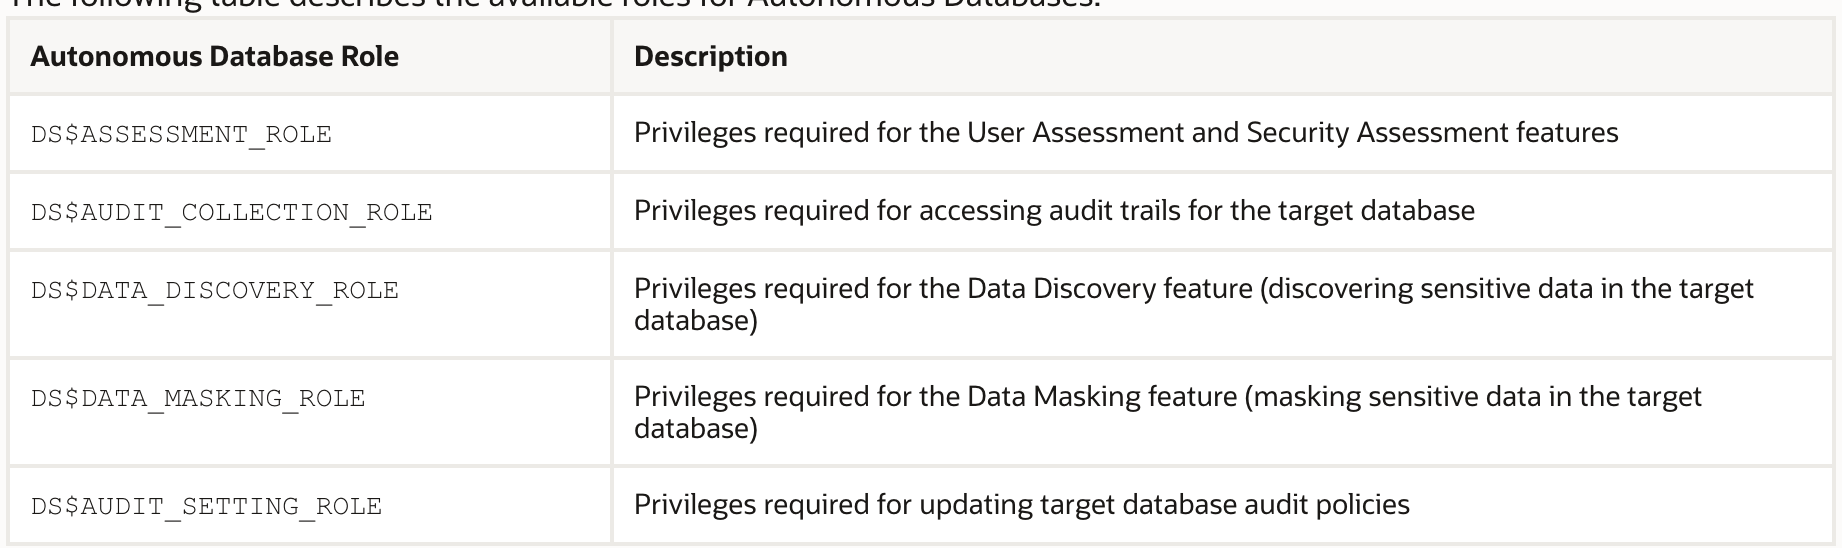 The following table describes the available roles for Autonomous Databases.
Autonomous Database Role Description
DS$ASSESSMENT_ROLE Privileges required for the User Assessment and Security Assessment features
DS$AUDIT_COLLECTION_ROLE Privileges required for accessing audit trails for the target database
DS$DATA_DISCOVERY_ROLE Privileges required for the Data Discovery feature (discovering sensitive data in the target
database)
DS$DATA_MASKING_ROLE Privileges required for the Data Masking feature (masking sensitive data in the target
database)
DS$AUDIT_SETTING_ROLE Privileges required for updating target database audit policies